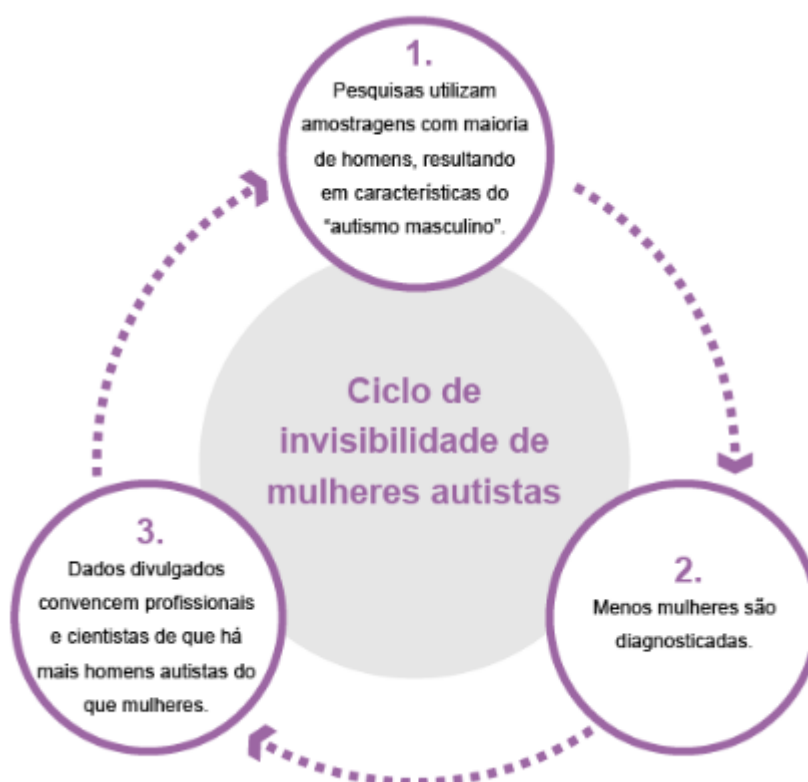 1.
Pesquisas utilizam
amostragens com maioria
de homens, resultando
em características do
"autismo masculino".
Ciclo de
invisibilidade de
mulheres autistas
2.
Menos mulheres são
diagnosticadas.
3.
Dados divulgados
convencem profissionais
e cientistas de que há
mais homens autistas do
que mulheres.